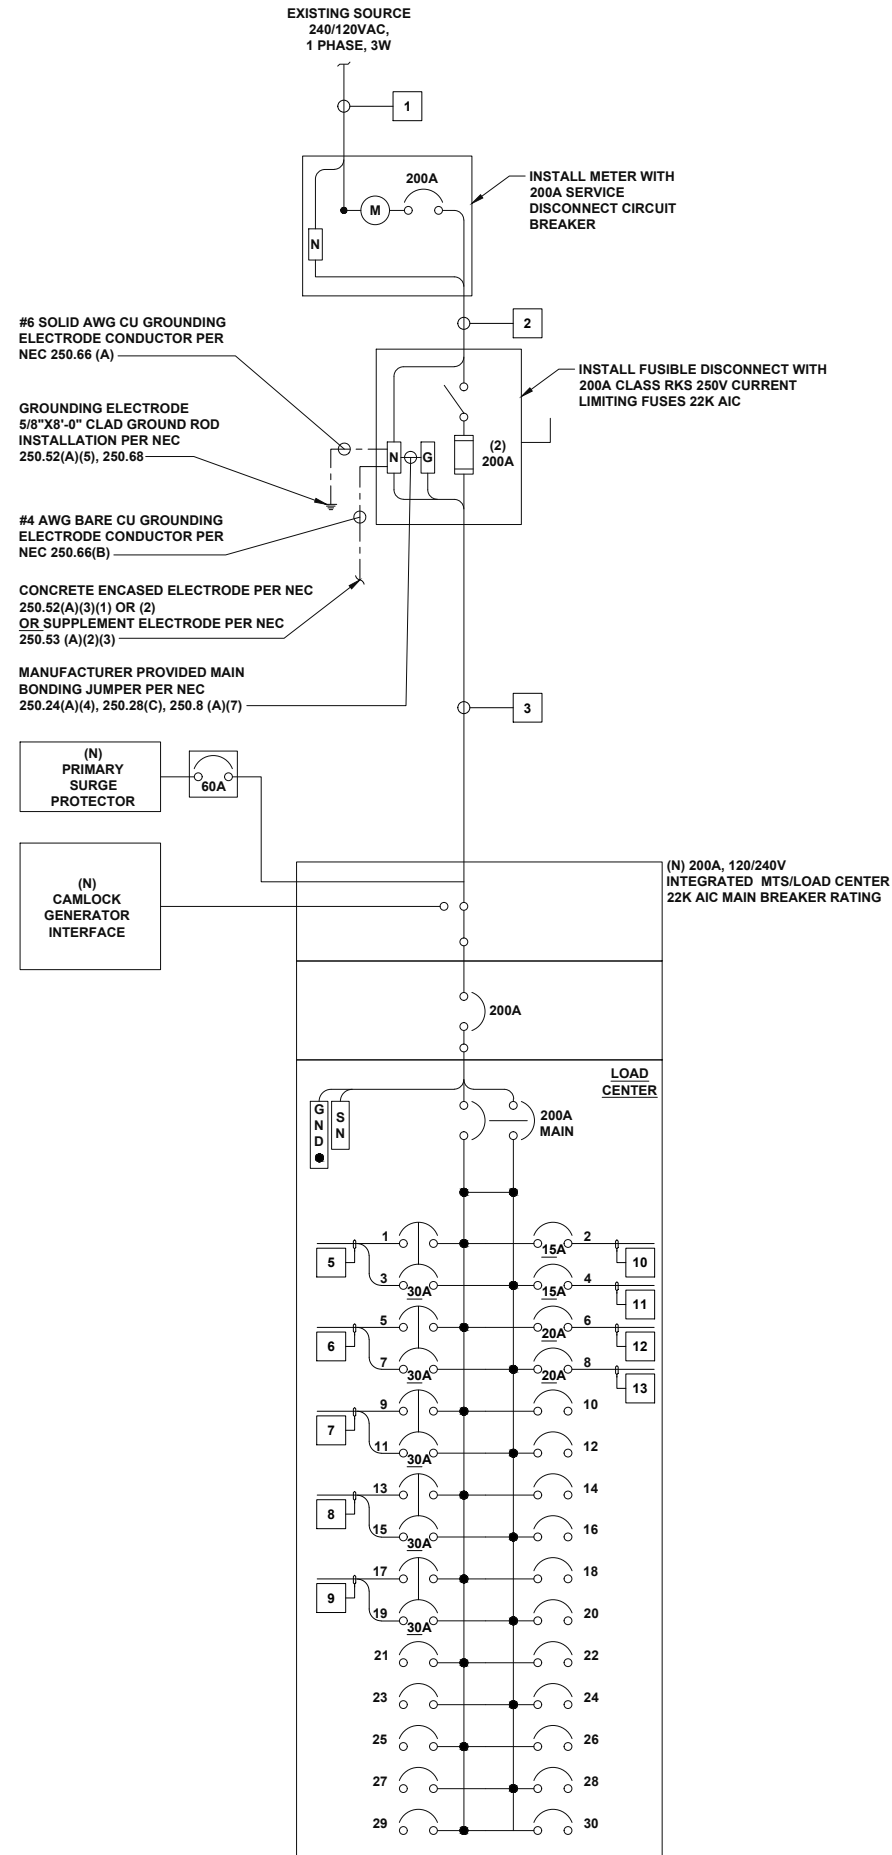 EXISTING SOURCE
240/120VAC,
1 PHASE, 3W
1
200A
M
N
INSTALL METER WITH
200A SERVICE
DISCONNECT CIRCUIT
BREAKER
2
#6 SOLID AWG CU GROUNDING
ELECTRODE CONDUCTOR PER
NEC 250.66 (A)
INSTALL FUSIBLE DISCONNECT WITH
200A CLASS RKS 250V CURRENT
LIMITING FUSES 22K AIC
GROUNDING ELECTRODE
5/8"X8'-0" CLAD GROUND ROD
INSTALLATION PER NEC
250.52(A)(5), 250.68
N
G
(2)
200A
#4 AWG BARE CU GROUNDING
ELECTRODE CONDUCTOR PER
NEC 250.66(B)
CONCRETE ENCASED ELECTRODE PER NEC
250.52(A)(3)(1) OR (2)
OR SUPPLEMENT ELECTRODE PER NEC
250.53 (A)(2)(3)
MANUFACTURER PROVIDED MAIN
BONDING JUMPER PER NEC
250.24(A)(4), 250.28(C), 250.8 (A)(7)
3
(N)
PRIMARY
SURGE
PROTECTOR
60A
(N)
CAMLOCK
GENERATOR
INTERFACE
(N) 200A, 120/240V
INTEGRATED MTS/LOAD CENTER
22K AIC MAIN BREAKER RATING
200A
LOAD
CENTER
GND
SN
200A
MAIN
1
15A
2
5
10
3
30A
15A
4
11
5
20A
6
6
12
7
30A
20A
8
13
9
10
7
11
30A
12
13
14
8
15
30A
16
17
18
9
19
30A
20
21
22
23
24
25
26
27
28
29
30